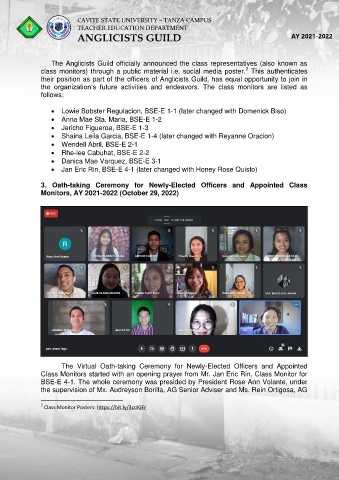 CAVITE STATE UNIVERSITY – TANZA CAMPUS
TEACHER EDUCATION DEPARTMENT
ANGLICISTS GUILD
AY 2021-2022
The Anglicist Guild officially announced the class representatives (also known as
class monitors) through a public material i.e. social media poster.2 This authenticates
their position as part of the officers of Anglicists Guild, has equal opportunity to join in
the organization's future activities and endeavors. The class monitors are listed as
follows;
• Lowie Bobster Regulacion, BSE-E 1-1 (later changed with Domenick Biso)
• Anna Mae Sta. Maria, BSE-E 1-2
• Jericho Figueroa, BSE-E 1-3
• Shaina Leila Garcia, BSE-E 1-4 (later changed with Reyanne Oracion)
• Wendell Abril, BSE-E 2-1
• Rhe-lee Cabuhat, BSE-E 2-2
• Danica Mae Varquez, BSE-E 3-1
• Jan Eric Rin, BSE-E 4-1 (later changed with Honey Rose Quisto)
3. Oath-taking Ceremony for Newly-Elected Officers and Appointed Class
Monitors, AY 2021-2022 (October 29, 2022)
REC
R
The Virtual Oath-taking Ceremony for Newly-Elected Officers and Appointed
Class Monitors started with an opening prayer from Mr. Jan Eric Rin, Class Monitor for
BSE-E 4-1. The whole ceremony was presided by President Rose Ann Volante, under
the supervision of Mx. Audreyson Borilla, AG Senior Adviser and Ms. Rein Ortigosa, AG
2 Class Monitor Posters: